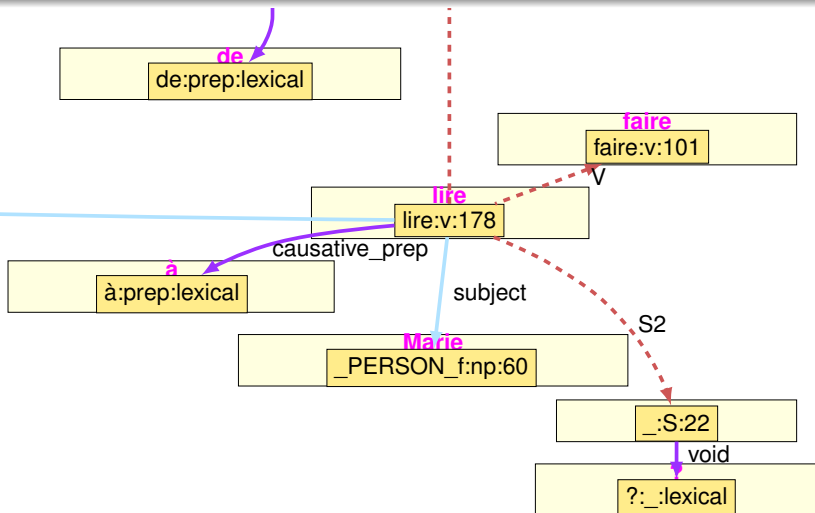 de
de:prep:lexical
faire
faire:v:101
V
lire
lire:v:178
causative_prep
à
à:prep:lexical
subject
S2
Marie
_PERSON_f:np:60
_:S:22
void
?:_:lexical